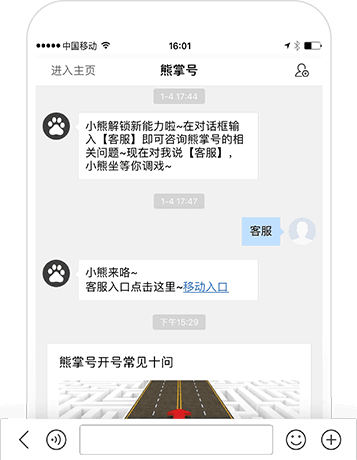 中国移动 16:01
进入主页 熊掌号
1-4 17:44
小熊解锁新能力啦~在对话框输
入【客服】即可咨询熊掌号的相
关问题~现在对我说【客服】,
小熊坐等你调戏~
1-4 17:47
客服
小熊来咯~
客服入口点击这里~移动入口
下午15:29
熊掌号开号常见十问